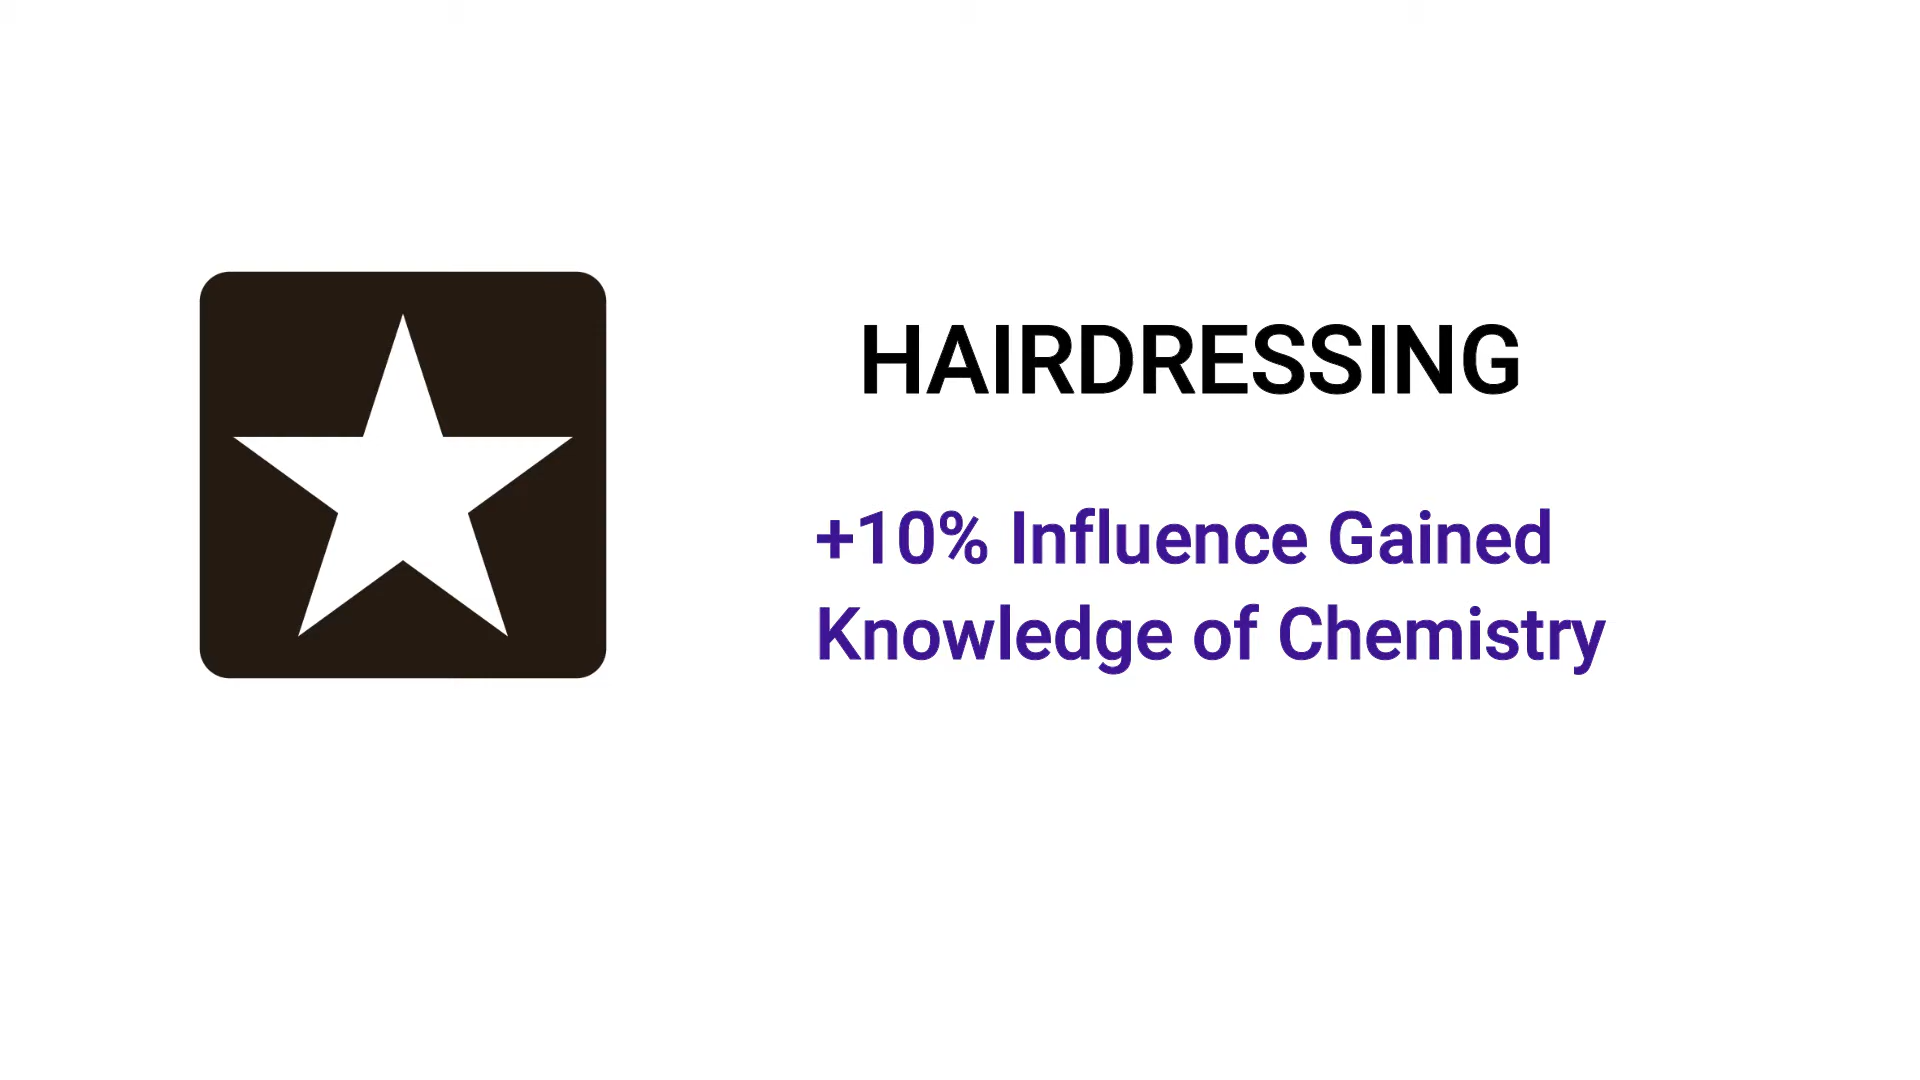 HAIRDRESSING
+10% Influence Gained
Knowledge of Chemistry